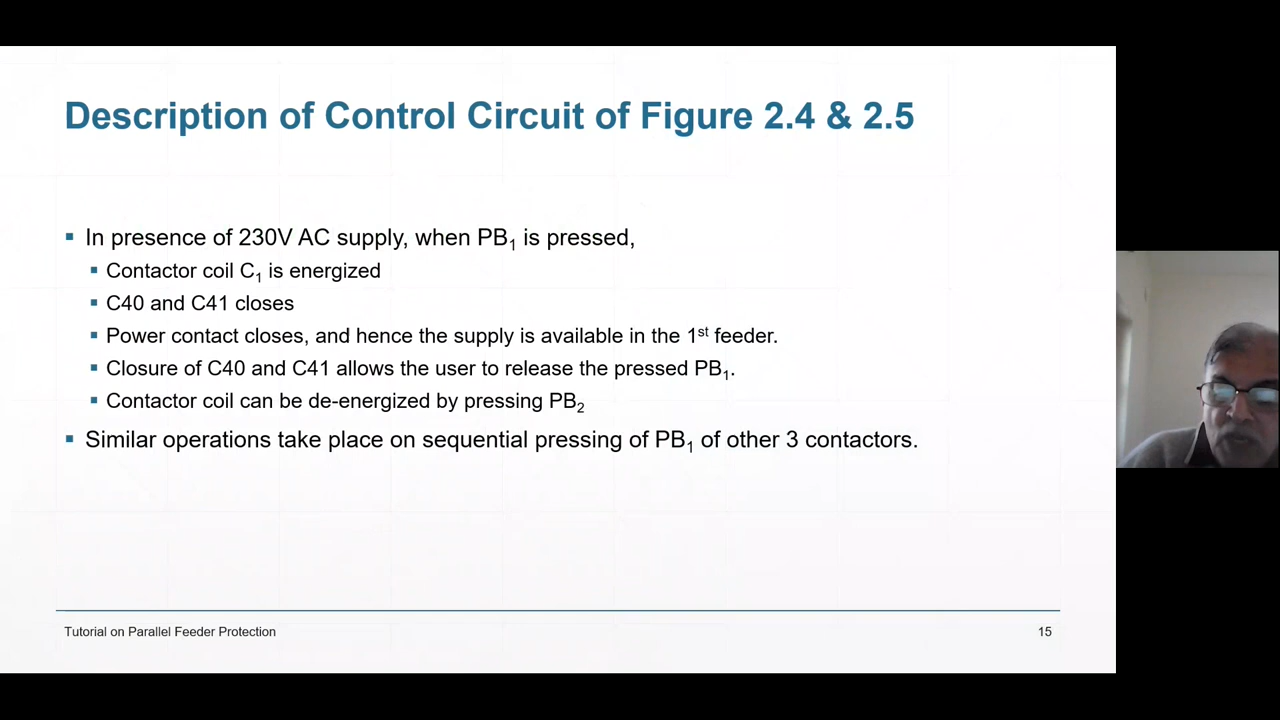 Description of Control Circuit of Figure 2.4 & 2.5
▪ In presence of 230V AC supply, when PB₁ is pressed,
▪ Contactor coil C₁ is energized
▪ C40 and C41 closes
▪ Power contact closes, and hence the supply is available in the 1ˢᵗ feeder.
▪ Closure of C40 and C41 allows the user to release the pressed PB₁.
▪ Contactor coil can be de-energized by pressing PB₂
▪ Similar operations take place on sequential pressing of PB₁ of other 3 contactors.
Tutorial on Parallel Feeder Protection
15